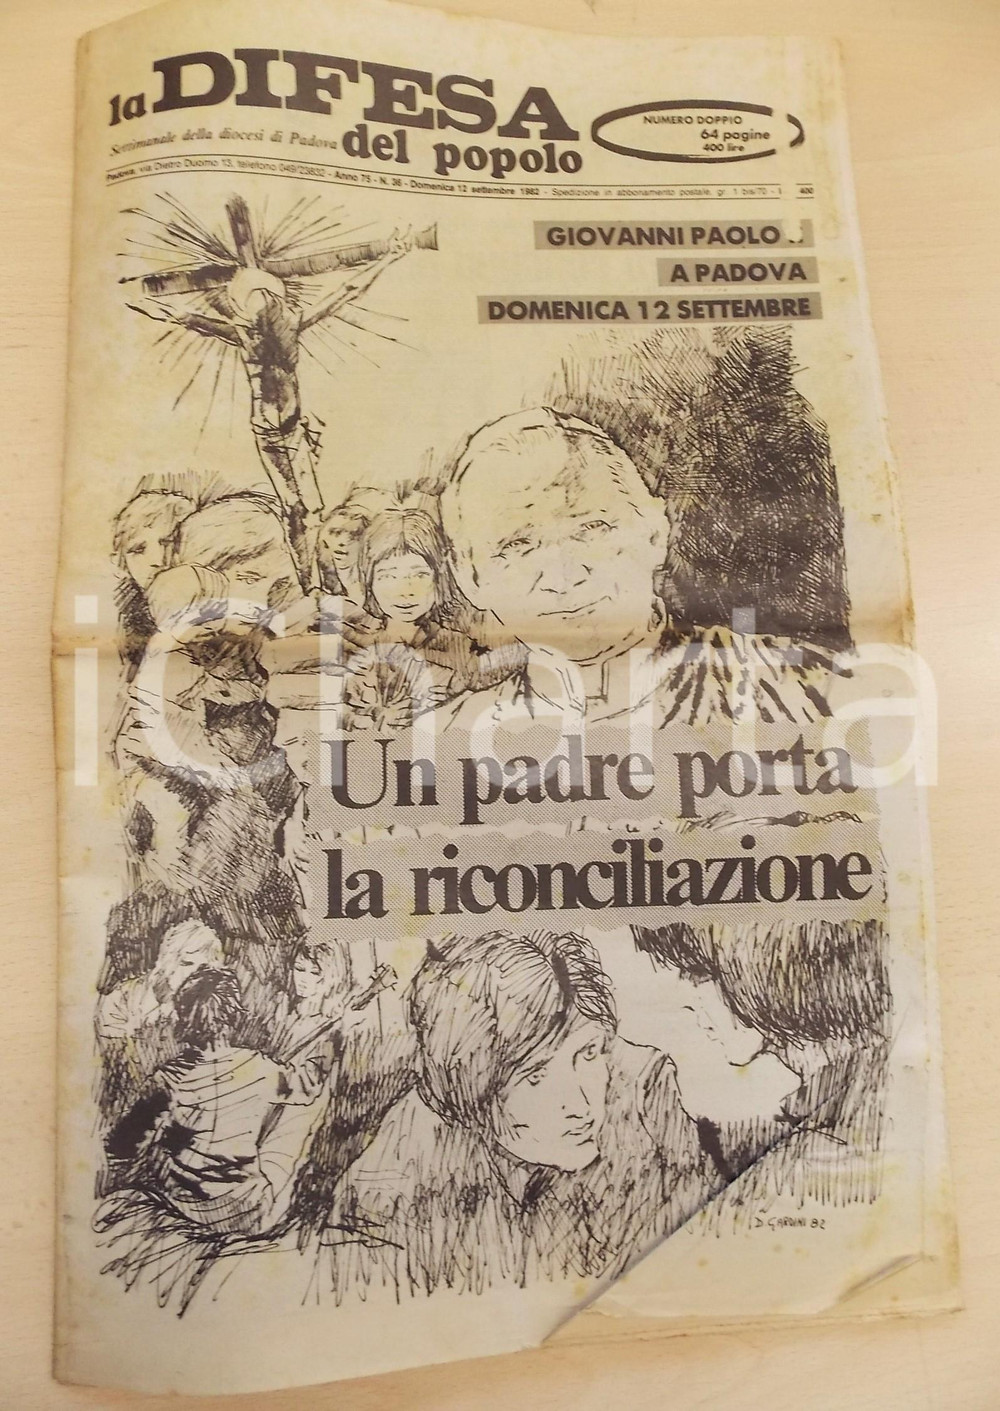 la DIFESA
del popolo
Settimanale della diocesi di Padova
NUMERO DOPPIO
64 pagine
400 lire
Padova, via Dietro Duomo 13, telefono 049/23832 - Anno 75 - N. 36 - Domenica 12 settembre 1982 - Spedizione in abbonamento postale, gr. 1 bis/70 - L 400
GIOVANNI PAOLO
A PADOVA
DOMENICA 12 SETTEMBRE
iCharta
Un padre porta
la riconciliazione
D. GARDINI 82